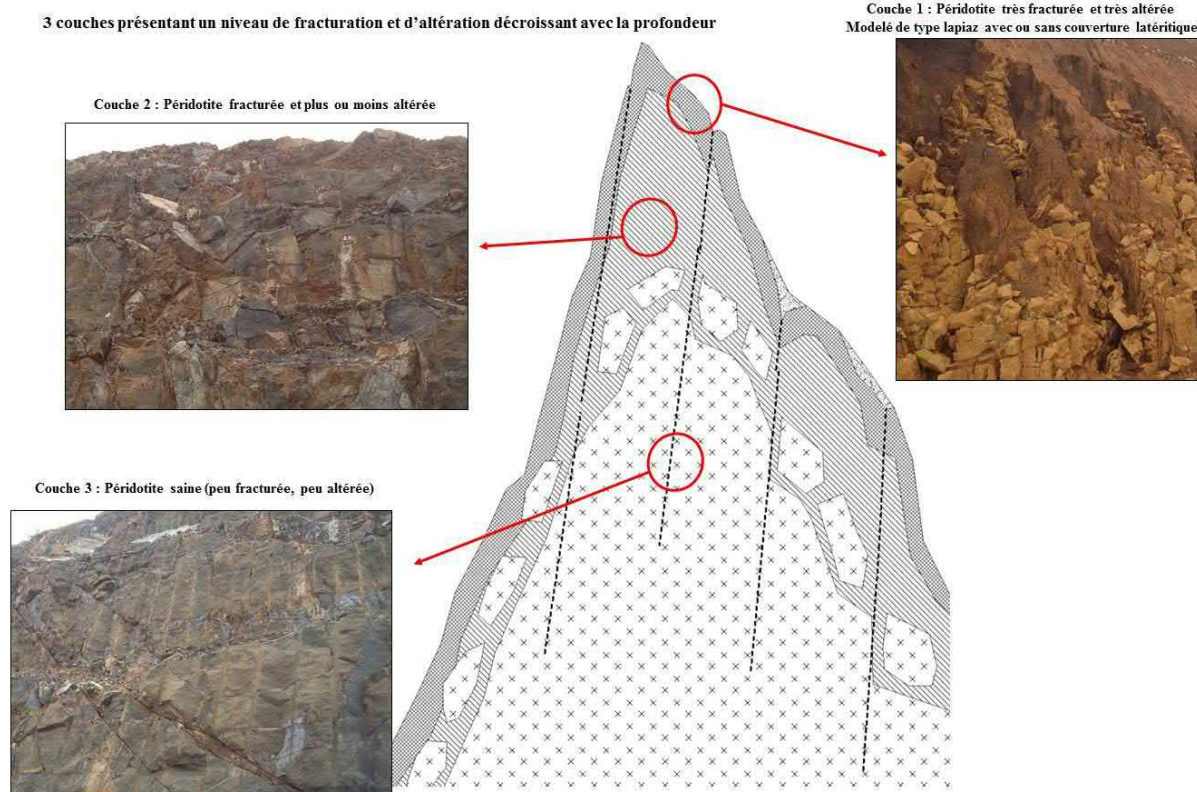 3 couches présentant un niveau de fracturation et d'altération décroissant avec la profondeur
Couche 1 : Péridotite très fracturée et très altérée
Modelé de type lapiaz avec ou sans couverture latéritique
Couche 2 : Péridotite fracturée et plus ou moins altérée
Couche 3 : Péridotite saine (peu fracturée, peu altérée)